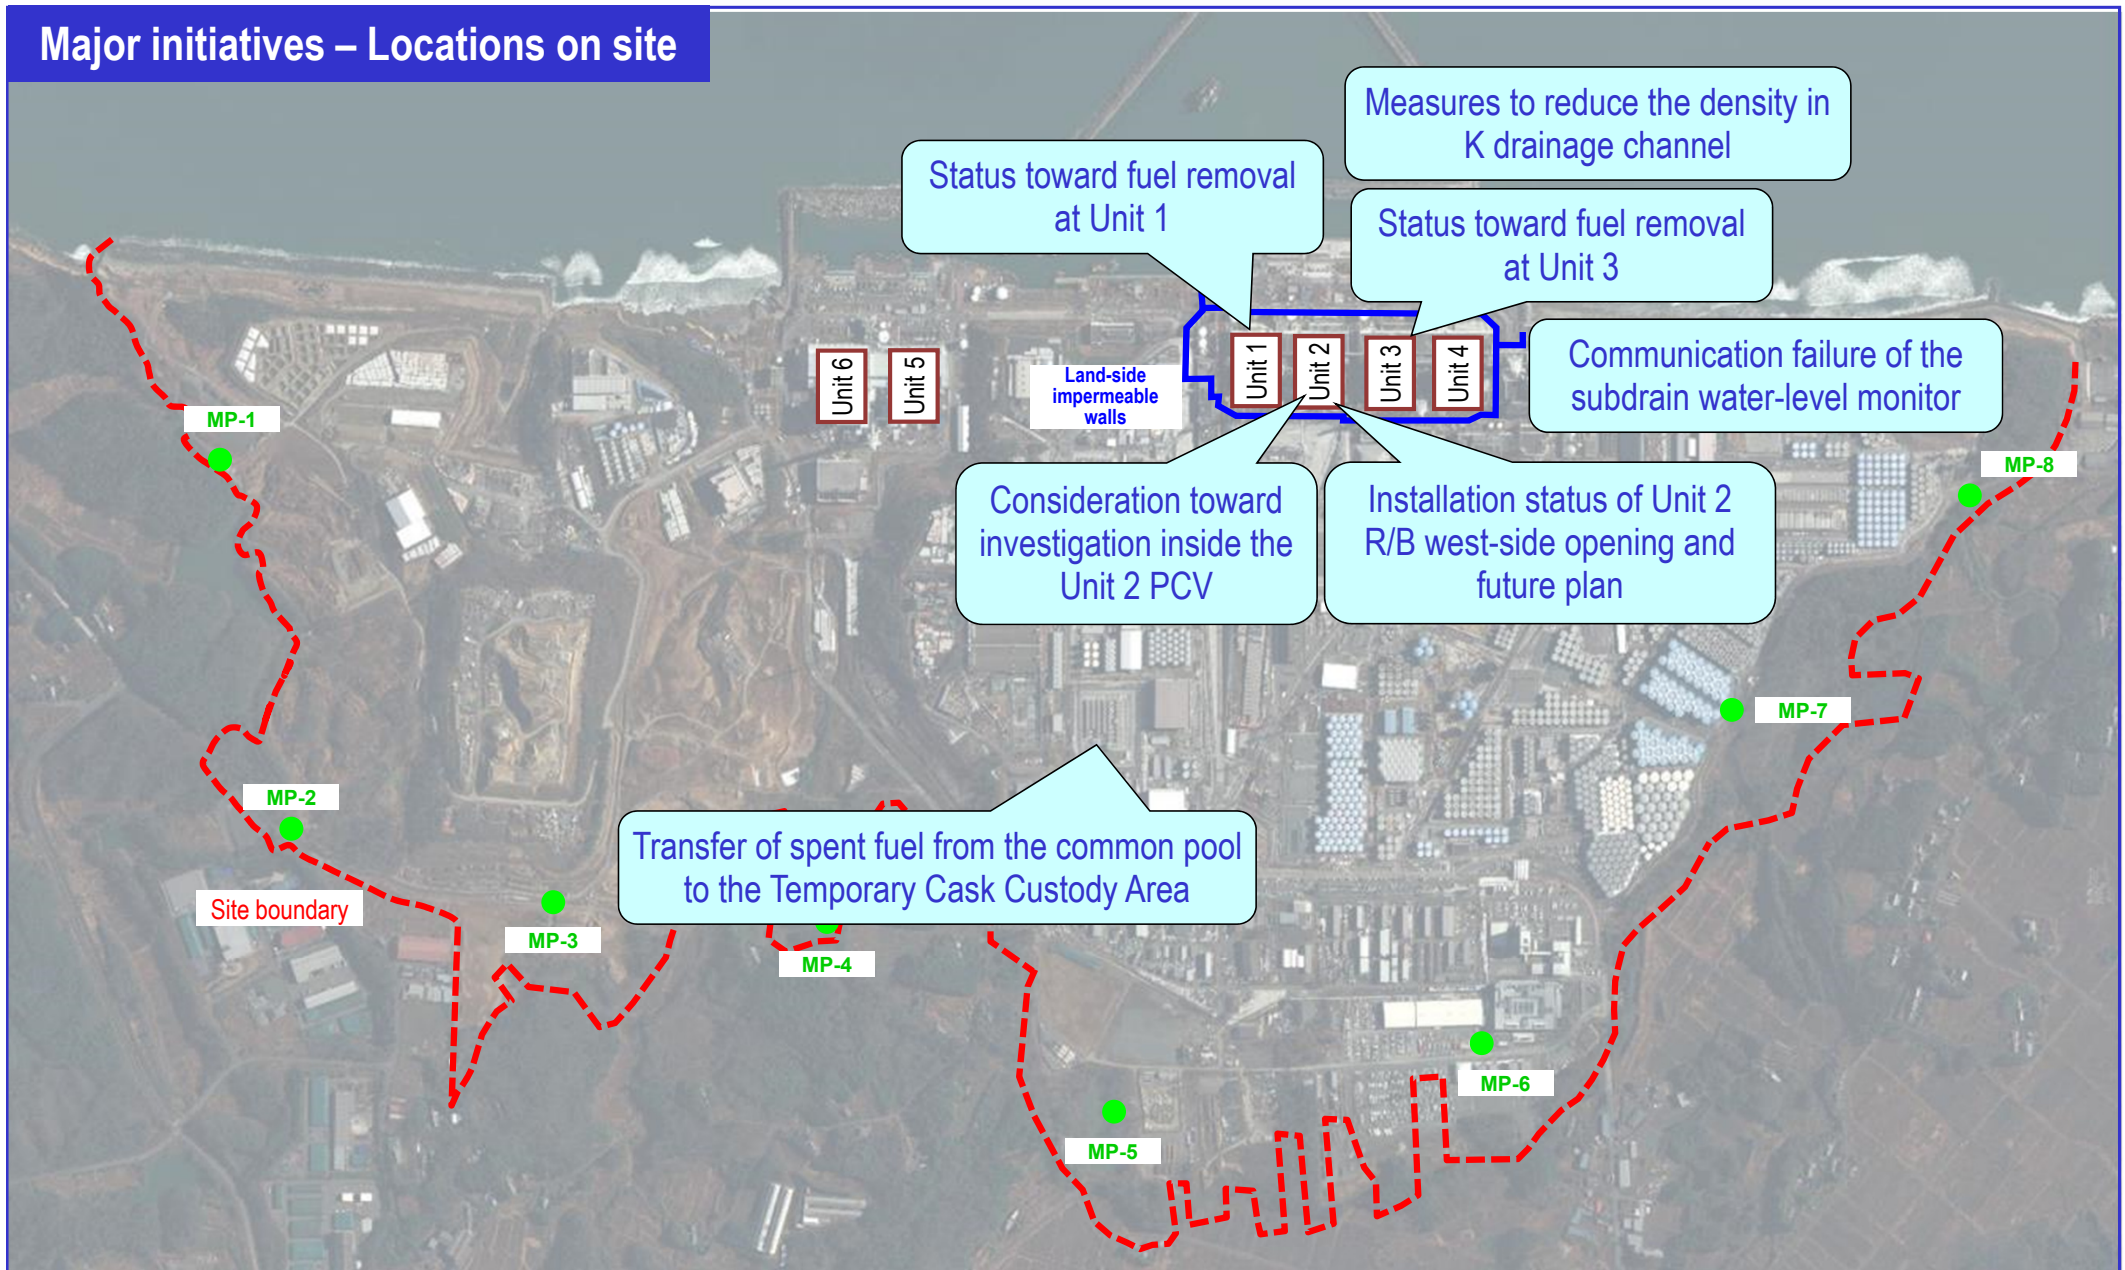 Major initiatives – Locations on site
Measures to reduce the density in
K drainage channel
Status toward fuel removal
at Unit 1
Status toward fuel removal
at Unit 3
Communication failure of the
subdrain water-level monitor
Unit 6
Unit 5
Land-side
impermeable
walls
Unit 1
Unit 2
Unit 3
Unit 4
MP-1
MP-8
Consideration toward
investigation inside the
Unit 2 PCV
Installation status of Unit 2
R/B west-side opening and
future plan
MP-7
MP-2
Transfer of spent fuel from the common pool
to the Temporary Cask Custody Area
Site boundary
MP-3
MP-4
MP-6
MP-5